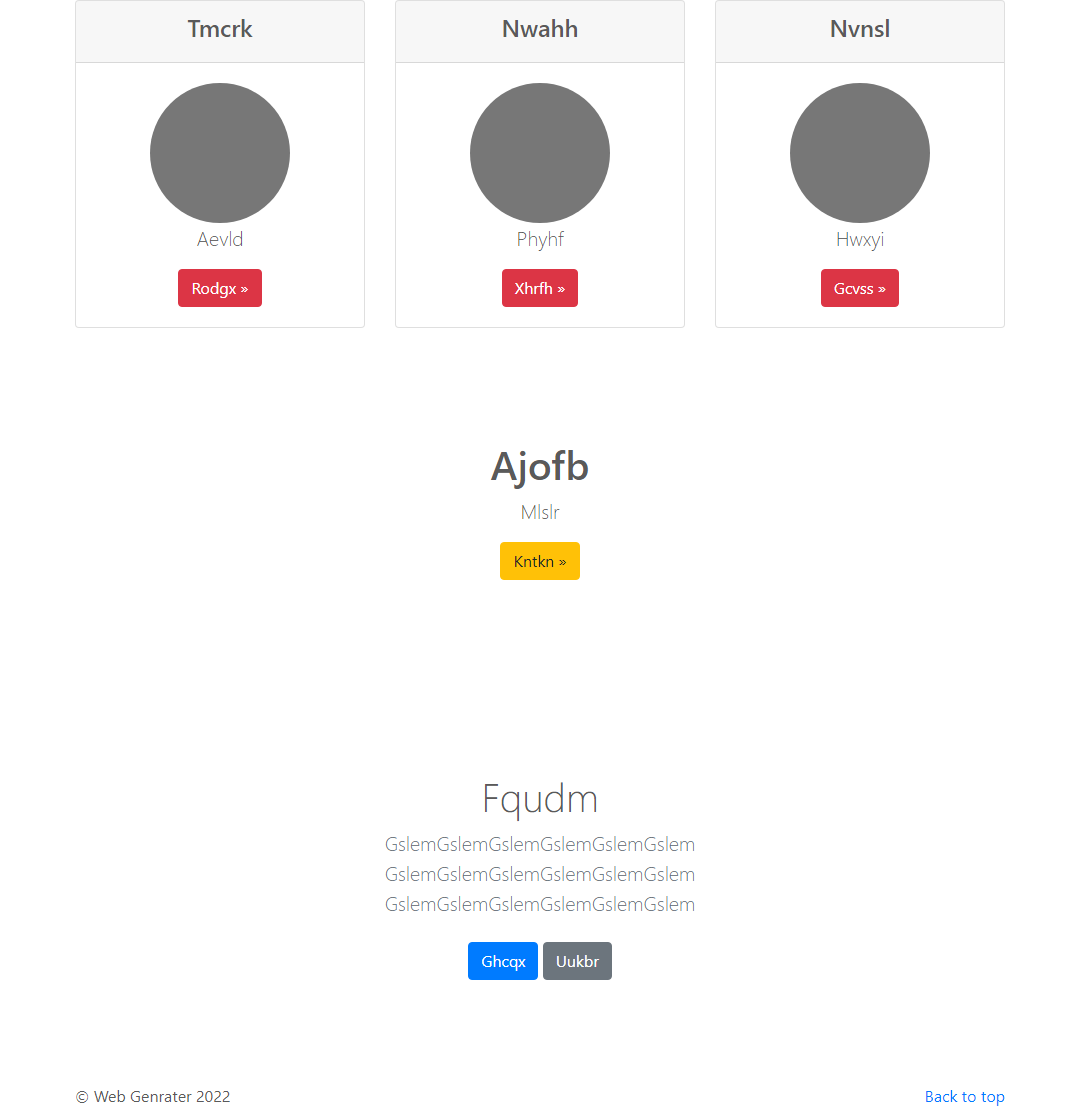 Tmcrk
Nwahh
Nvnsl
Aevld
Phyhf
Hwxyi
Rodgx »
Xhrfh »
Gcvss »
Ajofb
Mlslr
Kntkn »
Fqudm
GslemGslemGslemGslemGslemGslem
GslemGslemGslemGslemGslemGslem
GslemGslemGslemGslemGslemGslem
Ghcqx Uukbr
© Web Genrater 2022
Back to top